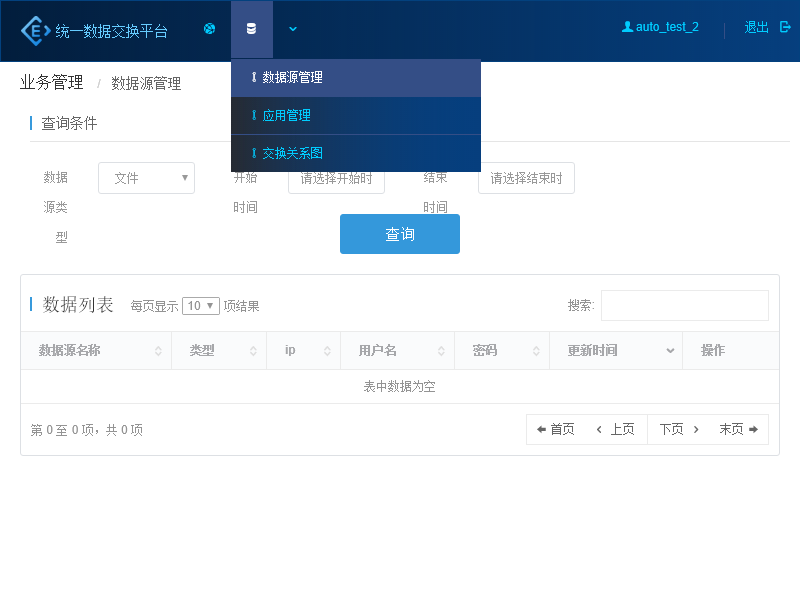 统一数据交换平台
auto_test_2
退出
数据源管理
应用管理
交换关系图
业务管理 / 数据源管理
查询条件
数据源类型
文件
开始时间
请选择开始时
结束时间
请选择结束时
查询
数据列表 每页显示 10 项结果
搜索:
数据源名称 类型 ip 用户名 密码 更新时间 操作
表中数据为空
第 0 至 0 项，共 0 项
首页 上页 下页 末页